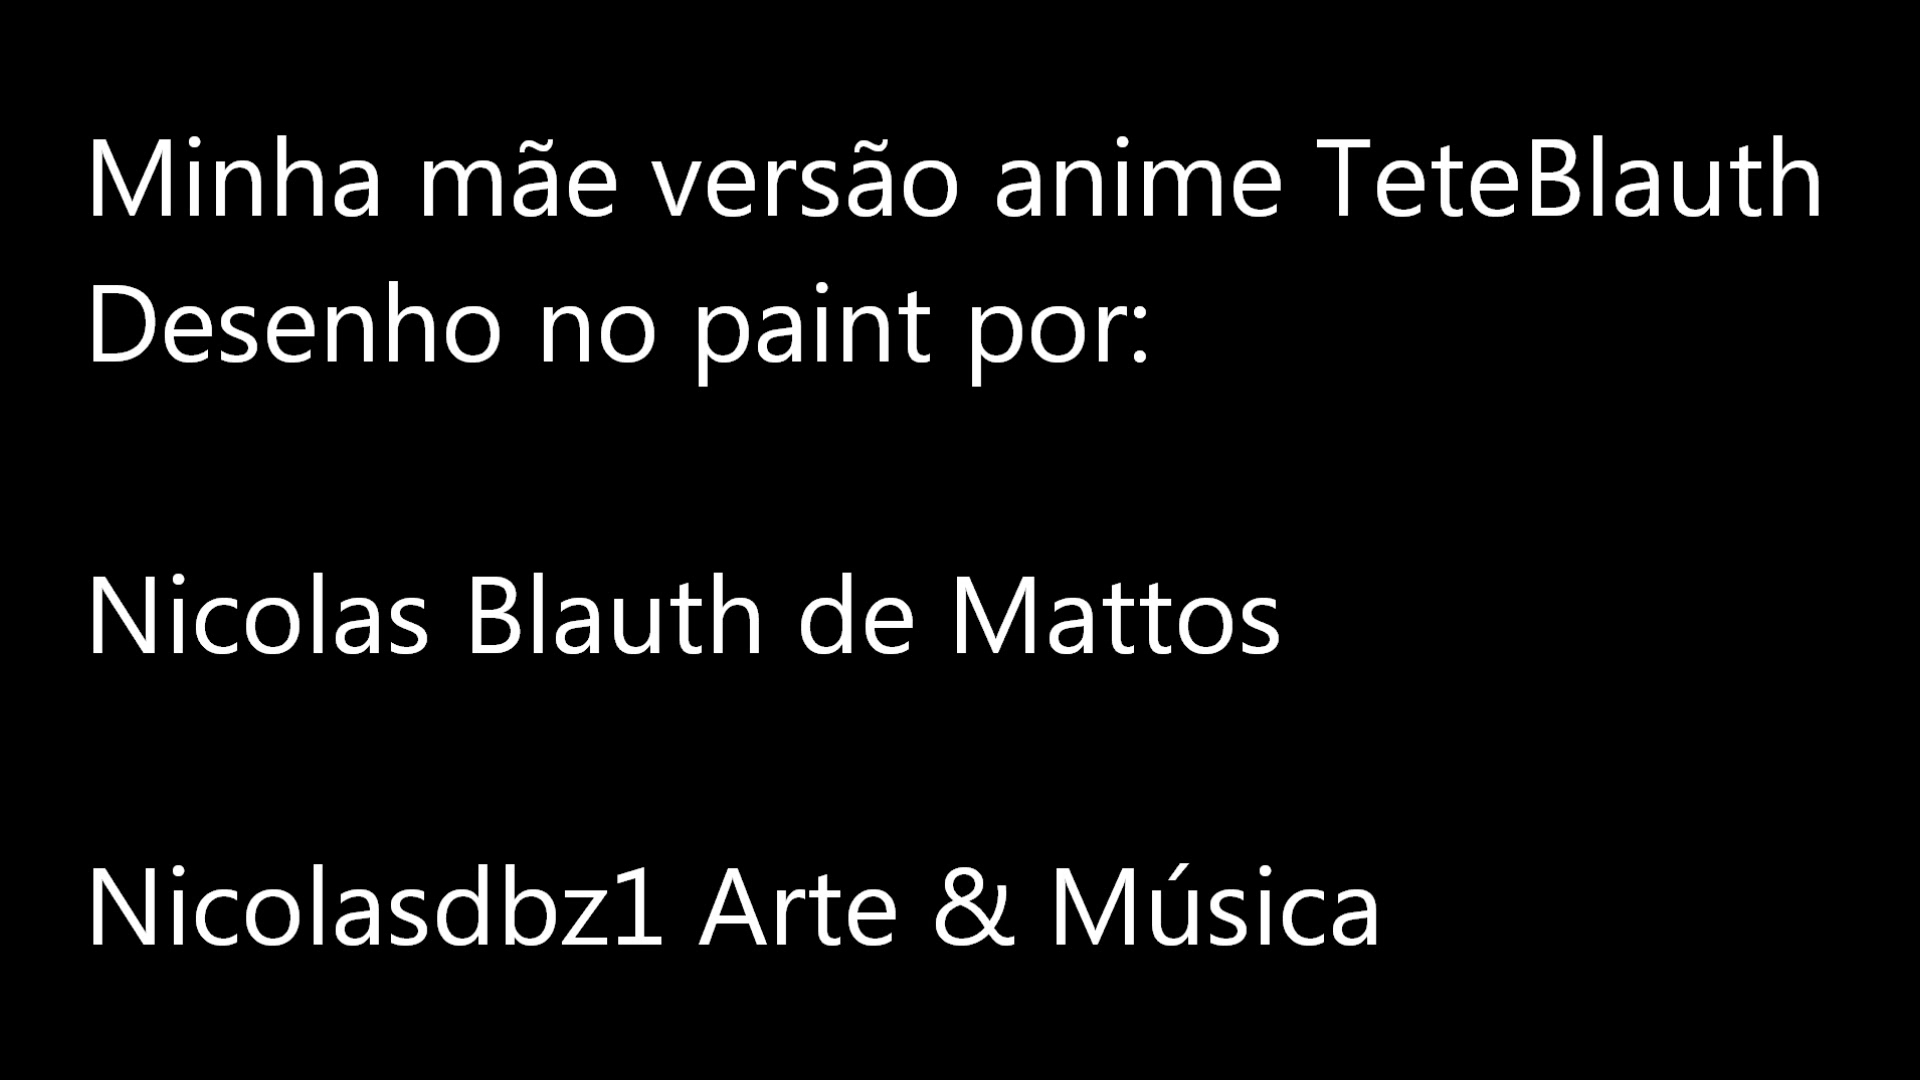 Minha mãe versão anime TeteBlauth
Desenho no paint por:
Nicolas Blauth de Mattos
Nicolasdbz1 Arte & Música